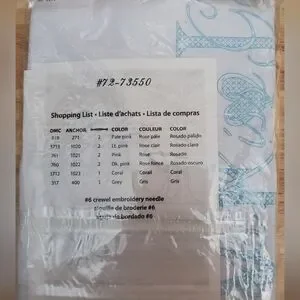 #72-73550
Shopping List • Liste d'achats • Lista de compras
DMC ANCHOR COLOR COULEUR COLOR
819 271 2 Pale pink Rose pâle Rosado pálido
3713 1020 2 Lt. pink Rose clair Rosado claro
761 1021 2 Pink Rose Rosado
760 1022 2 Dk. pink Rose foncé Rosado oscuro
3712 1023 1 Coral Corail Coral
317 400 1 Grey Gris Gris
#6 crewel embroidery needle
aiguille de broderie #6
aguja de bordado #6